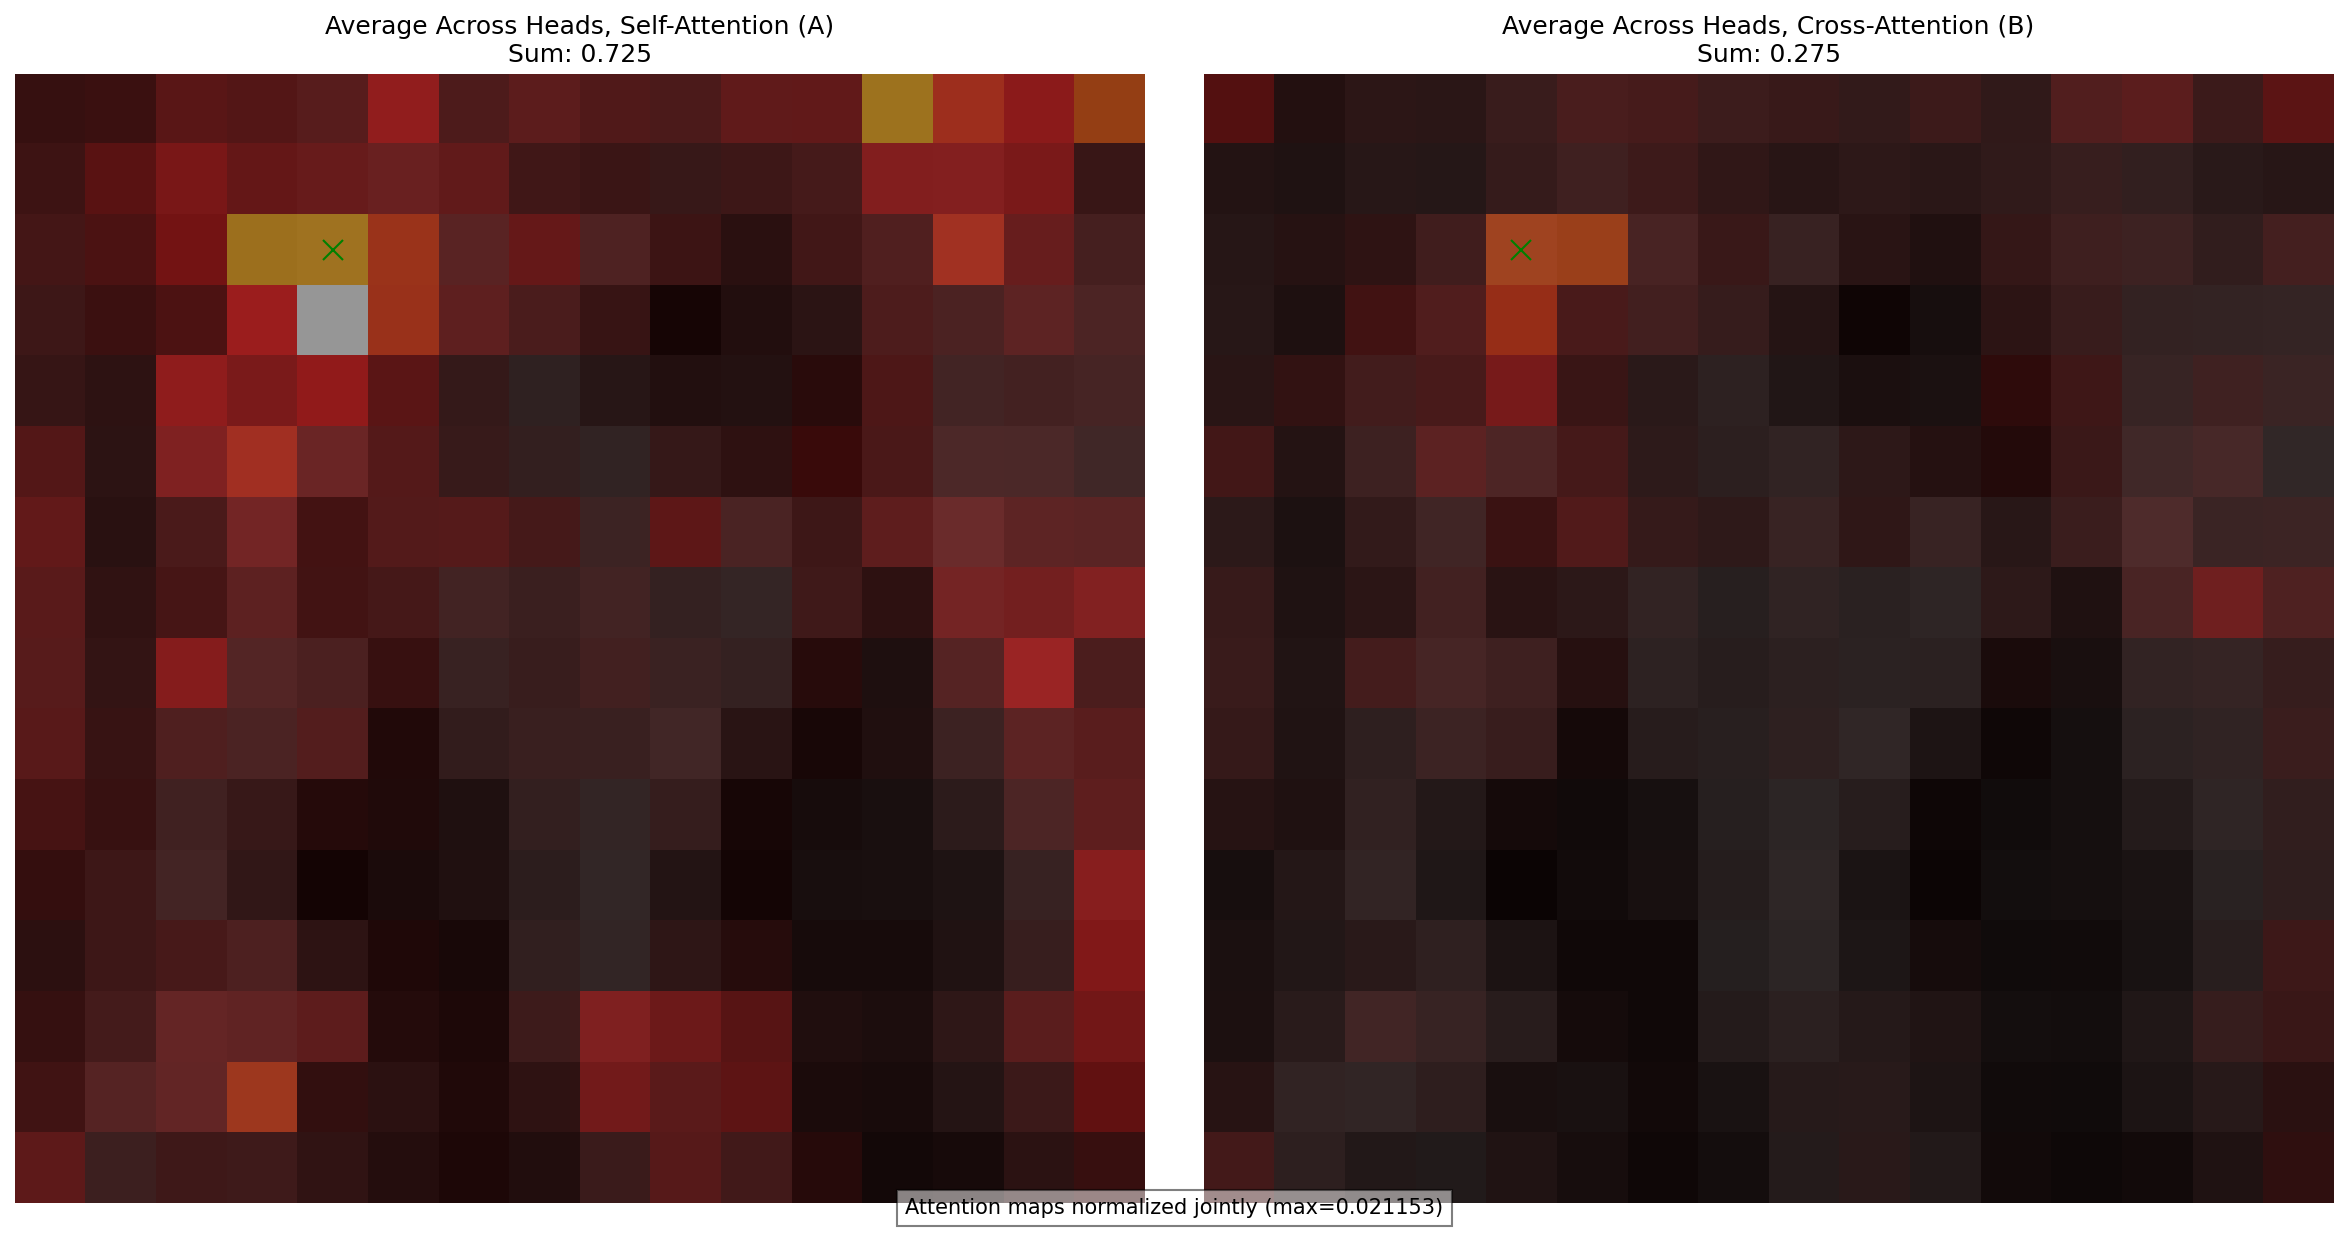 Average Across Heads, Self-Attention (A)
Sum: 0.725
Average Across Heads, Cross-Attention (B)
Sum: 0.275
Attention maps normalized jointly (max=0.021153)